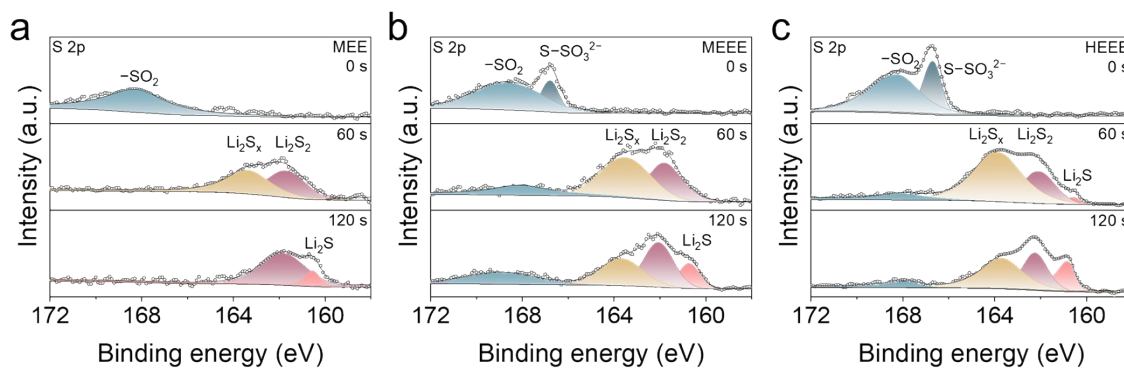 a
S 2p
MEE
0 s
−SO₂
60 s
Li₂Sₓ
Li₂S₂
120 s
Li₂S
172 168 164 160
Binding energy (eV)
Intensity (a.u.)
b
S 2p
S−SO₃²⁻
MEEE
0 s
−SO₂
60 s
Li₂Sₓ
Li₂S₂
120 s
Li₂S
172 168 164 160
Binding energy (eV)
Intensity (a.u.)
c
S 2p
HEEE
0 s
−SO₂
S−SO₃²⁻
60 s
Li₂Sₓ
Li₂S₂
Li₂S
120 s
172 168 164 160
Binding energy (eV)
Intensity (a.u.)